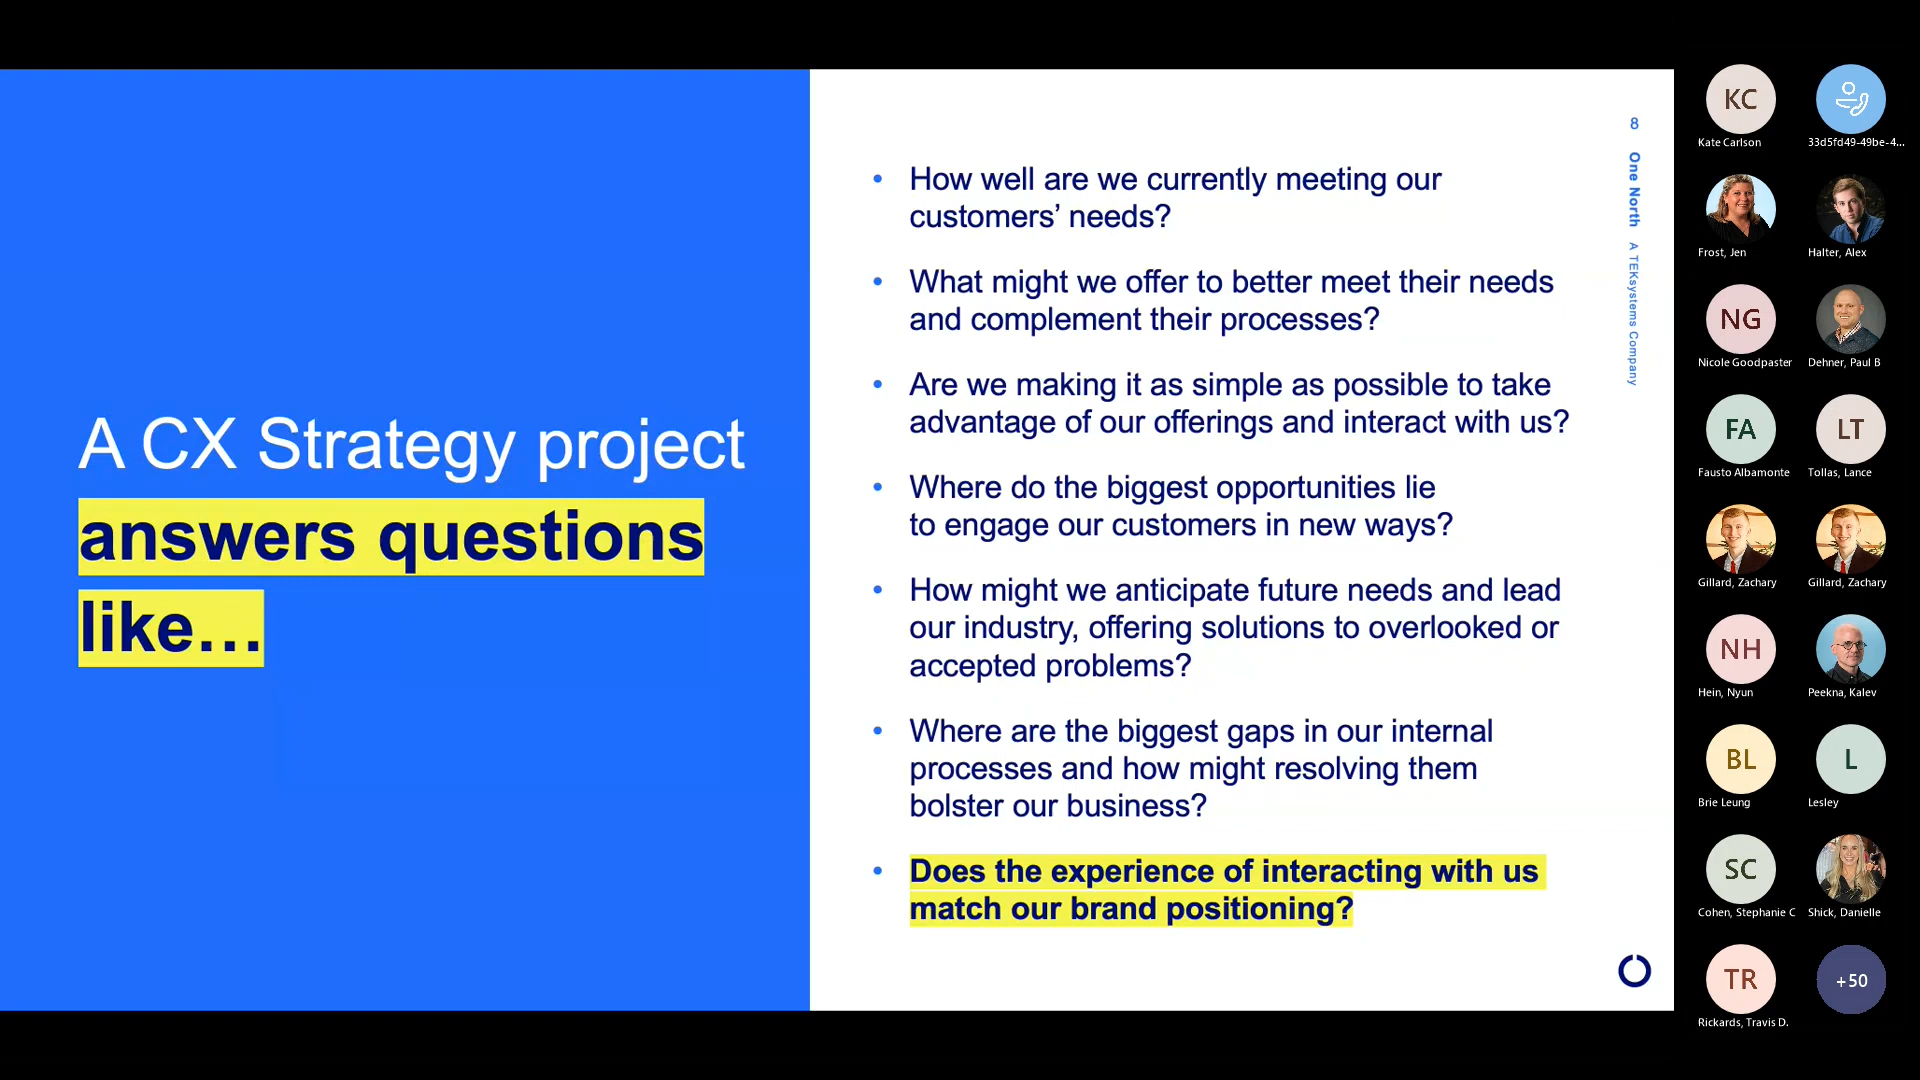 A CX Strategy project
answers questions
like…
• How well are we currently meeting our
customers’ needs?
• What might we offer to better meet their needs
and complement their processes?
• Are we making it as simple as possible to take
advantage of our offerings and interact with us?
• Where do the biggest opportunities lie
to engage our customers in new ways?
• How might we anticipate future needs and lead
our industry, offering solutions to overlooked or
accepted problems?
• Where are the biggest gaps in our internal
processes and how might resolving them
bolster our business?
• Does the experience of interacting with us
match our brand positioning?
8 One North A TEKsystems Company
KC
Kate Carlson
33d5fd49-49be-4...
Frost, Jen
Halter, Alex
NG
Nicole Goodpaster
Dehner, Paul B
FA
Fausto Albamonte
LT
Tollas, Lance
Gillard, Zachary
Gillard, Zachary
NH
Hein, Nyun
Peekna, Kalev
BL
Brie Leung
L
Lesley
SC
Cohen, Stephanie C
Shick, Danielle
TR
Rickards, Travis D.
+50